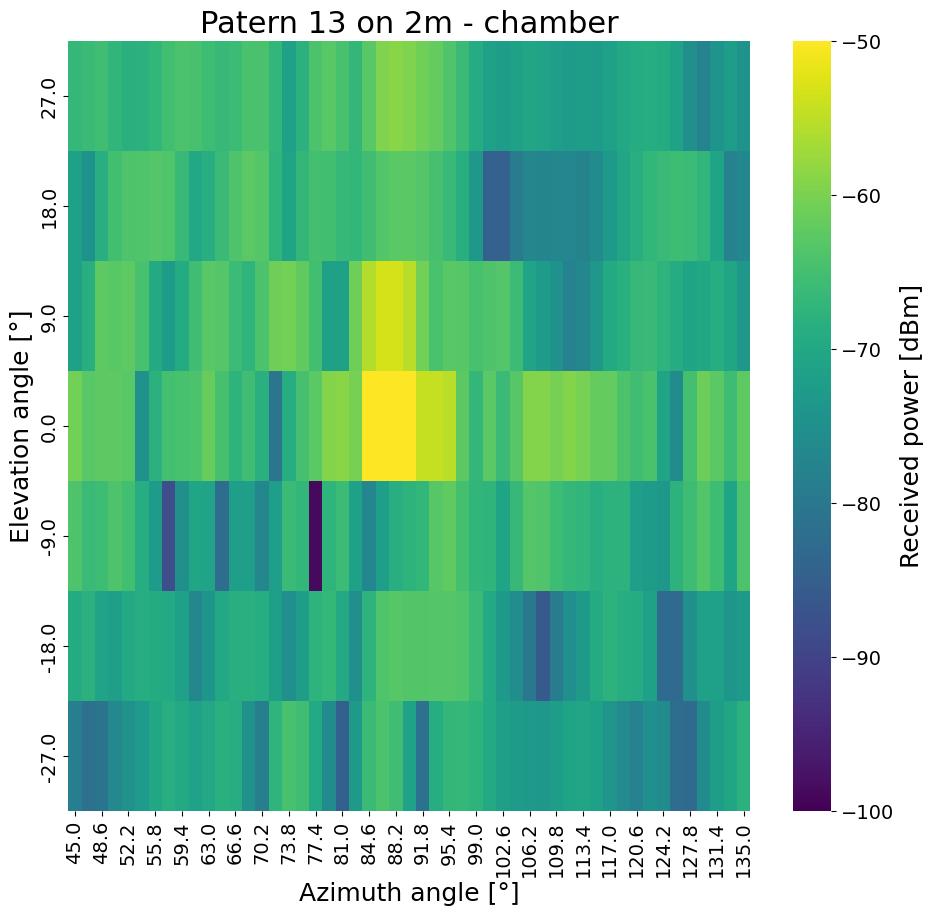 Patern 13 on 2m - chamber
Elevation angle [°]
27.0
18.0
9.0
0.0
-9.0
-18.0
-27.0
45.0 48.6 52.2 55.8 59.4 63.0 66.6 70.2 73.8 77.4 81.0 84.6 88.2 91.8 95.4 99.0 102.6 106.2 109.8 113.4 117.0 120.6 124.2 127.8 131.4 135.0
Azimuth angle [°]
−50
−60
−70
−80
−90
−100
Received power [dBm]